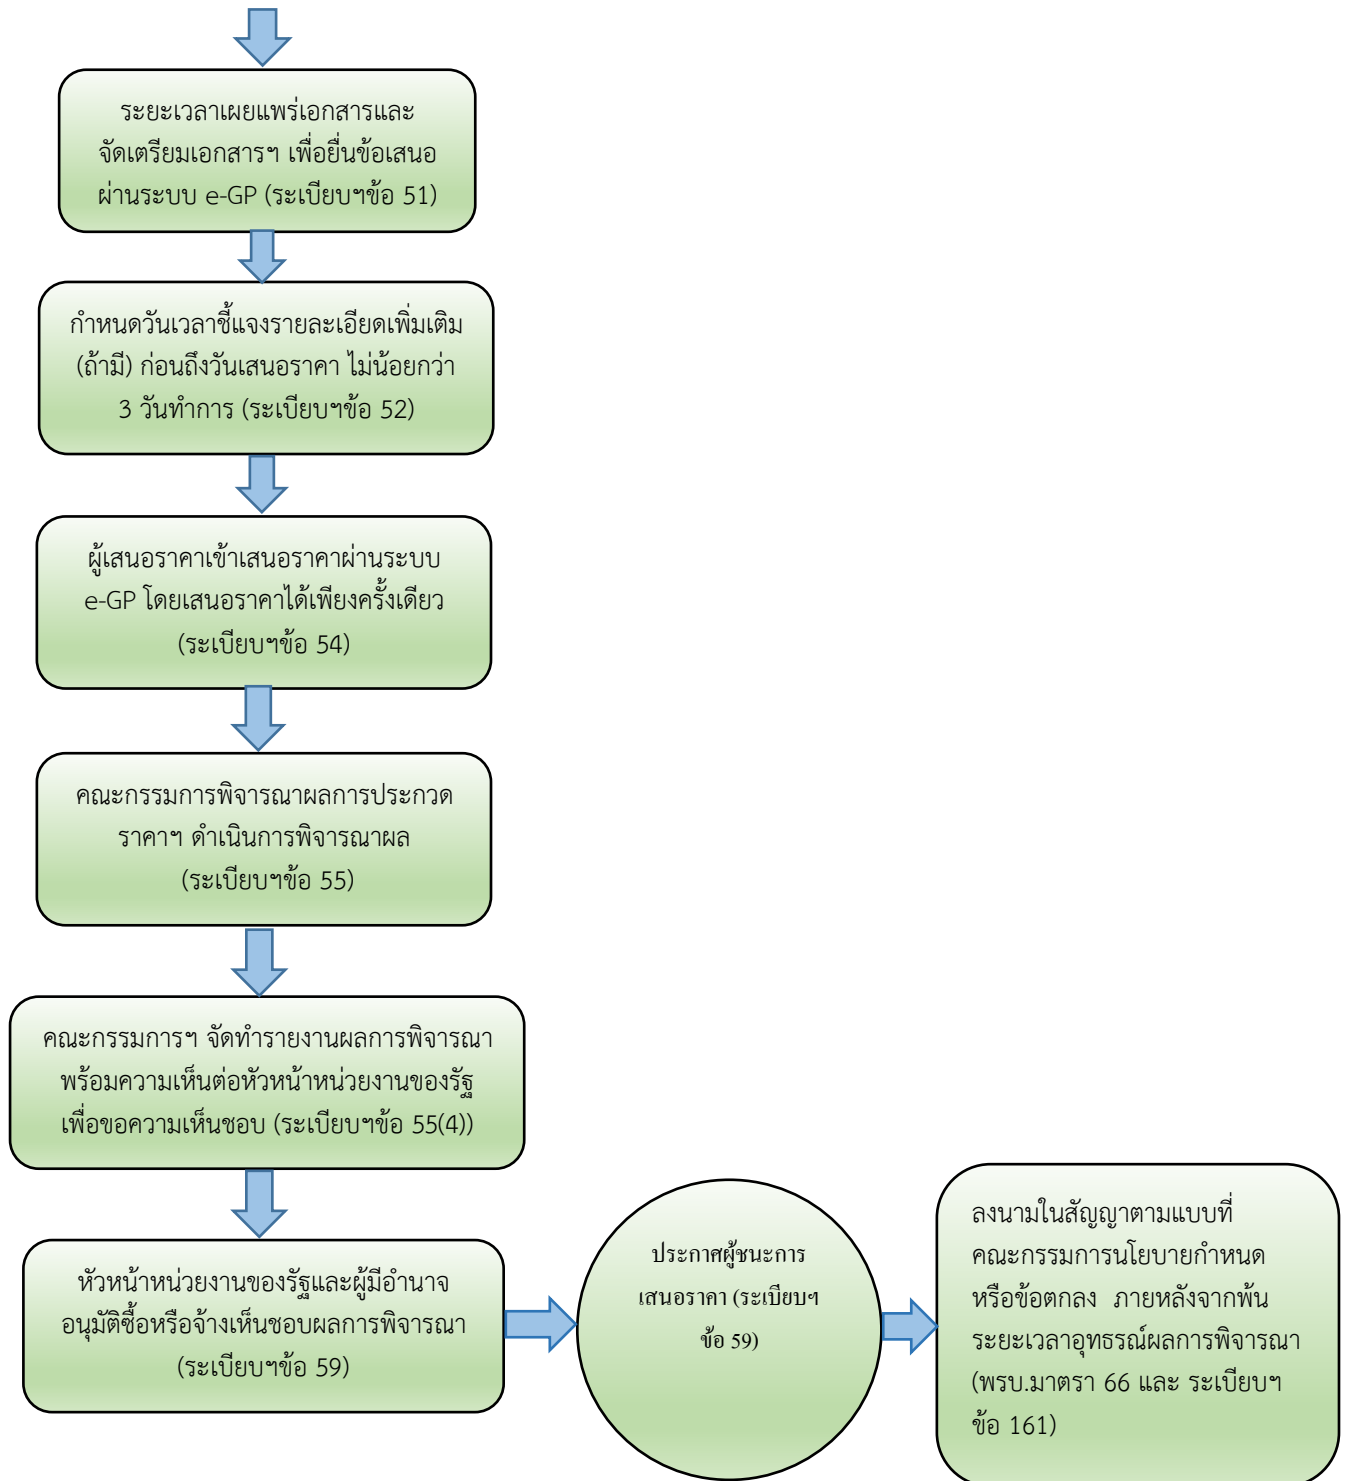 ระยะเวลาเผยแพร่เอกสารและ
จัดเตรียมเอกสารฯ เพื่อยื่นข้อเสนอ
ผ่านระบบ e-GP (ระเบียบฯข้อ 51)
กำหนดวันเวลาชี้แจงรายละเอียดเพิ่มเติม
(ถ้ามี) ก่อนถึงวันเสนอราคา ไม่น้อยกว่า
3 วันทำการ (ระเบียบฯข้อ 52)
ผู้เสนอราคาเข้าเสนอราคาผ่านระบบ
e-GP โดยเสนอราคาได้เพียงครั้งเดียว
(ระเบียบฯข้อ 54)
คณะกรรมการพิจารณาผลการประกวด
ราคาฯ ดำเนินการพิจารณาผล
(ระเบียบฯข้อ 55)
คณะกรรมการฯ จัดทำรายงานผลการพิจารณา
พร้อมความเห็นต่อหัวหน้าหน่วยงานของรัฐ
เพื่อขอความเห็นชอบ (ระเบียบฯข้อ 55(4))
หัวหน้าหน่วยงานของรัฐและผู้มีอำนาจ
อนุมัติซื้อหรือจ้างเห็นชอบผลการพิจารณา
(ระเบียบฯข้อ 59)
ประกาศผู้ชนะการ
เสนอราคา (ระเบียบฯ
ข้อ 59)
ลงนามในสัญญาตามแบบที่
คณะกรรมการนโยบายกำหนด
หรือข้อตกลง ภายหลังจากพ้น
ระยะเวลาอุทธรณ์ผลการพิจารณา
(พรบ.มาตรา 66 และ ระเบียบฯ
ข้อ 161)